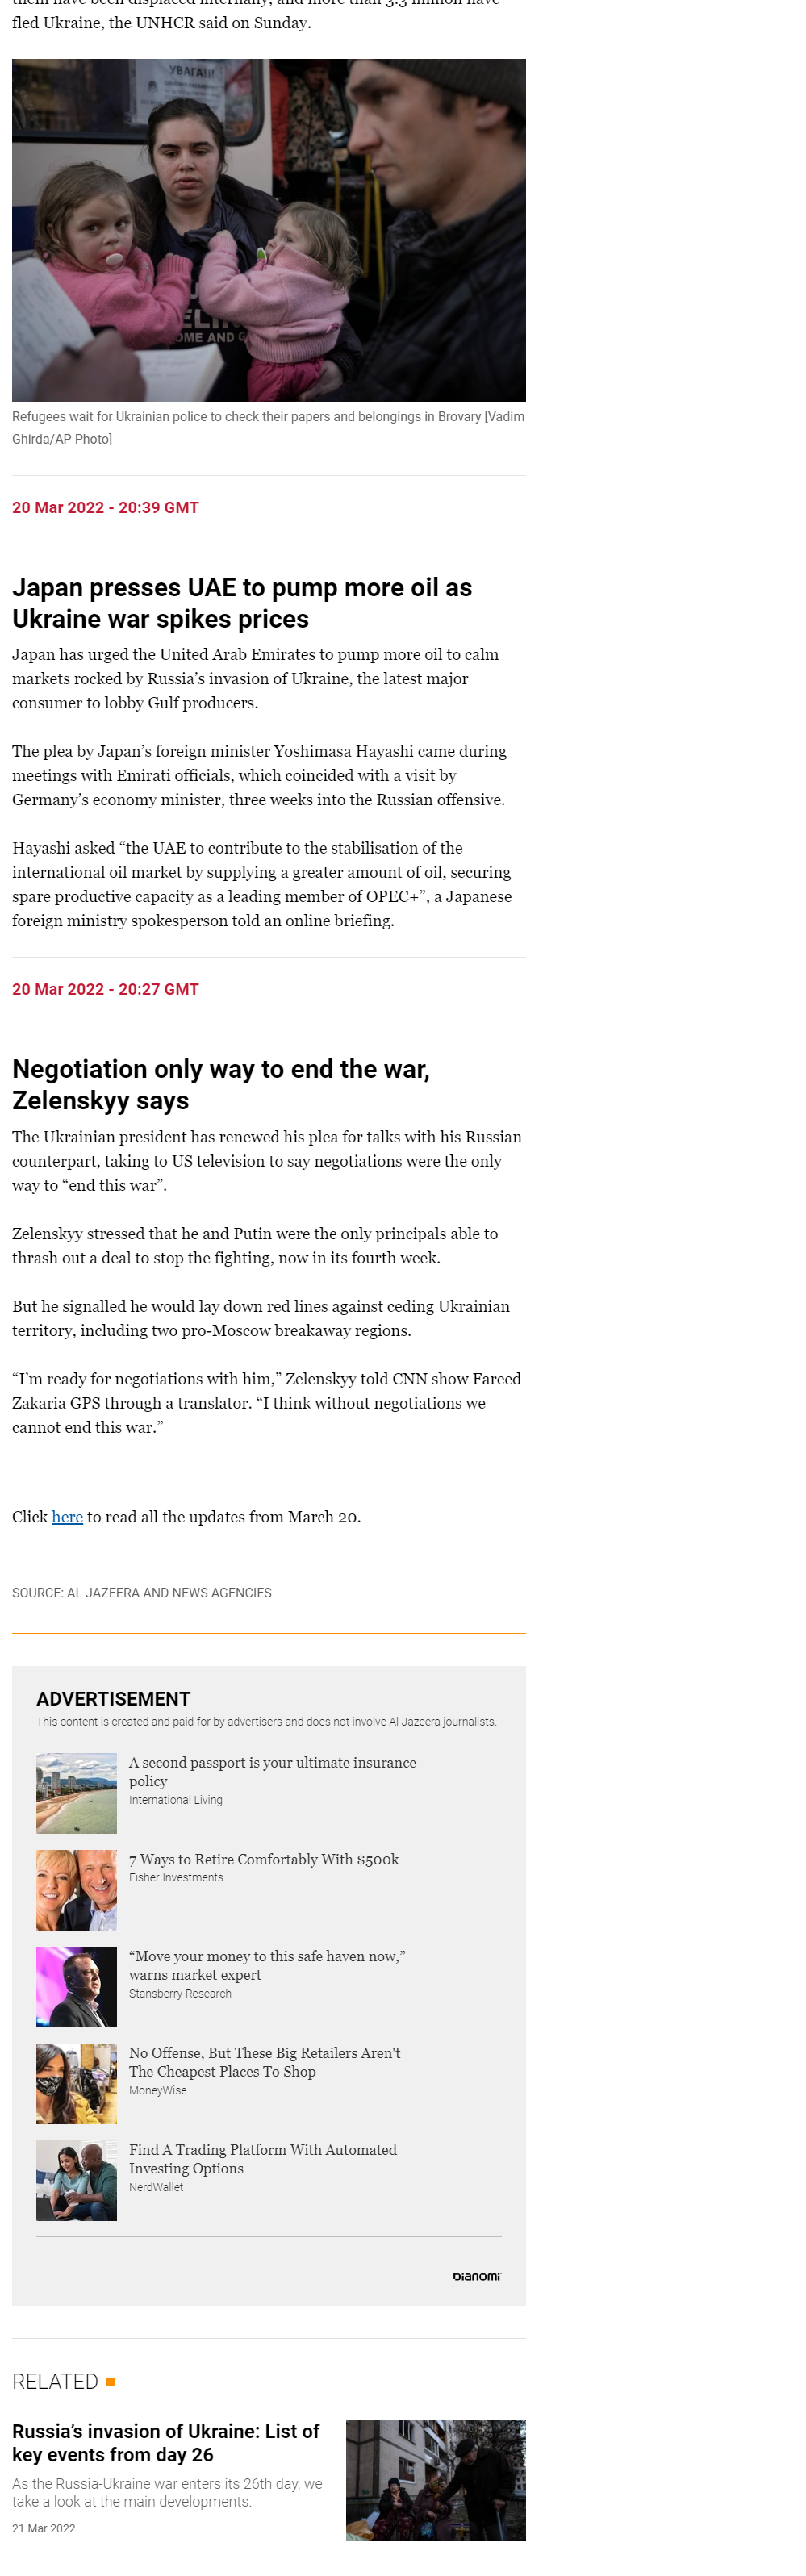 them have been displaced internally, and more than 3.3 million have
fled Ukraine, the UNHCR said on Sunday.
УВАГА!
ELIN
OME AND
Refugees wait for Ukrainian police to check their papers and belongings in Brovary [Vadim
Ghirda/AP Photo]
20 Mar 2022 - 20:39 GMT
Japan presses UAE to pump more oil as
Ukraine war spikes prices
Japan has urged the United Arab Emirates to pump more oil to calm
markets rocked by Russia’s invasion of Ukraine, the latest major
consumer to lobby Gulf producers.
The plea by Japan’s foreign minister Yoshimasa Hayashi came during
meetings with Emirati officials, which coincided with a visit by
Germany’s economy minister, three weeks into the Russian offensive.
Hayashi asked “the UAE to contribute to the stabilisation of the
international oil market by supplying a greater amount of oil, securing
spare productive capacity as a leading member of OPEC+”, a Japanese
foreign ministry spokesperson told an online briefing.
20 Mar 2022 - 20:27 GMT
Negotiation only way to end the war,
Zelenskyy says
The Ukrainian president has renewed his plea for talks with his Russian
counterpart, taking to US television to say negotiations were the only
way to “end this war”.
Zelenskyy stressed that he and Putin were the only principals able to
thrash out a deal to stop the fighting, now in its fourth week.
But he signalled he would lay down red lines against ceding Ukrainian
territory, including two pro-Moscow breakaway regions.
“I’m ready for negotiations with him,” Zelenskyy told CNN show Fareed
Zakaria GPS through a translator. “I think without negotiations we
cannot end this war.”
Click here to read all the updates from March 20.
SOURCE: AL JAZEERA AND NEWS AGENCIES
ADVERTISEMENT
This content is created and paid for by advertisers and does not involve Al Jazeera journalists.
A second passport is your ultimate insurance
policy
International Living
7 Ways to Retire Comfortably With $500k
Fisher Investments
“Move your money to this safe haven now,”
warns market expert
Stansberry Research
No Offense, But These Big Retailers Aren't
The Cheapest Places To Shop
MoneyWise
Find A Trading Platform With Automated
Investing Options
NerdWallet
Dianomi
RELATED
Russia’s invasion of Ukraine: List of
key events from day 26
As the Russia-Ukraine war enters its 26th day, we
take a look at the main developments.
21 Mar 2022